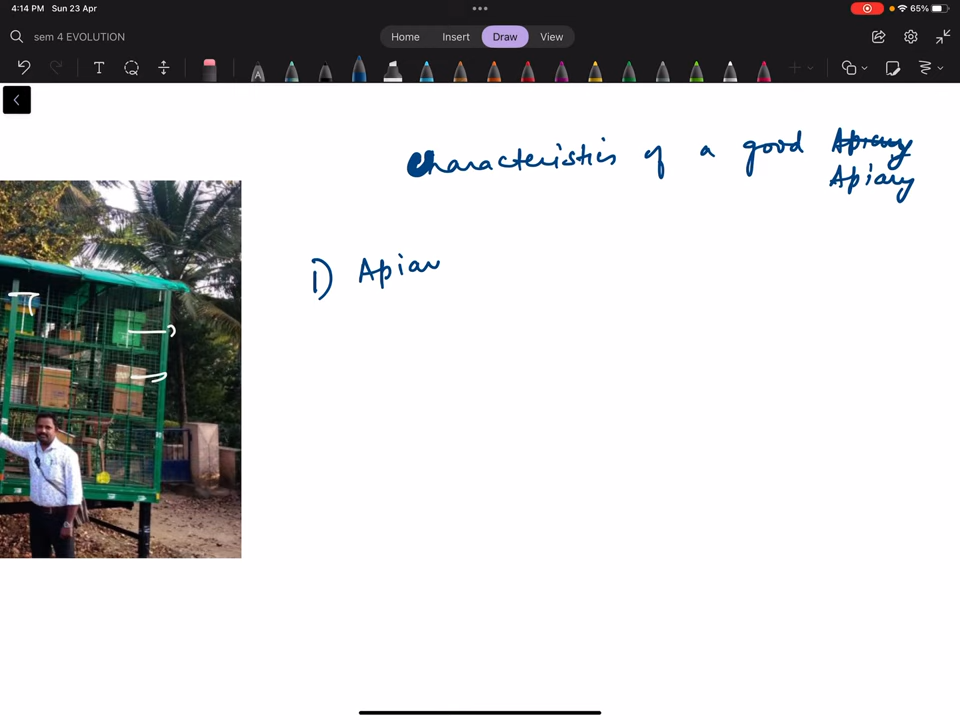 4:14 PM Sun 23 Apr
65%
sem 4 EVOLUTION
Home Insert Draw View
T
A
Characteristics of a good Apiary
Apiary
1) Apiar